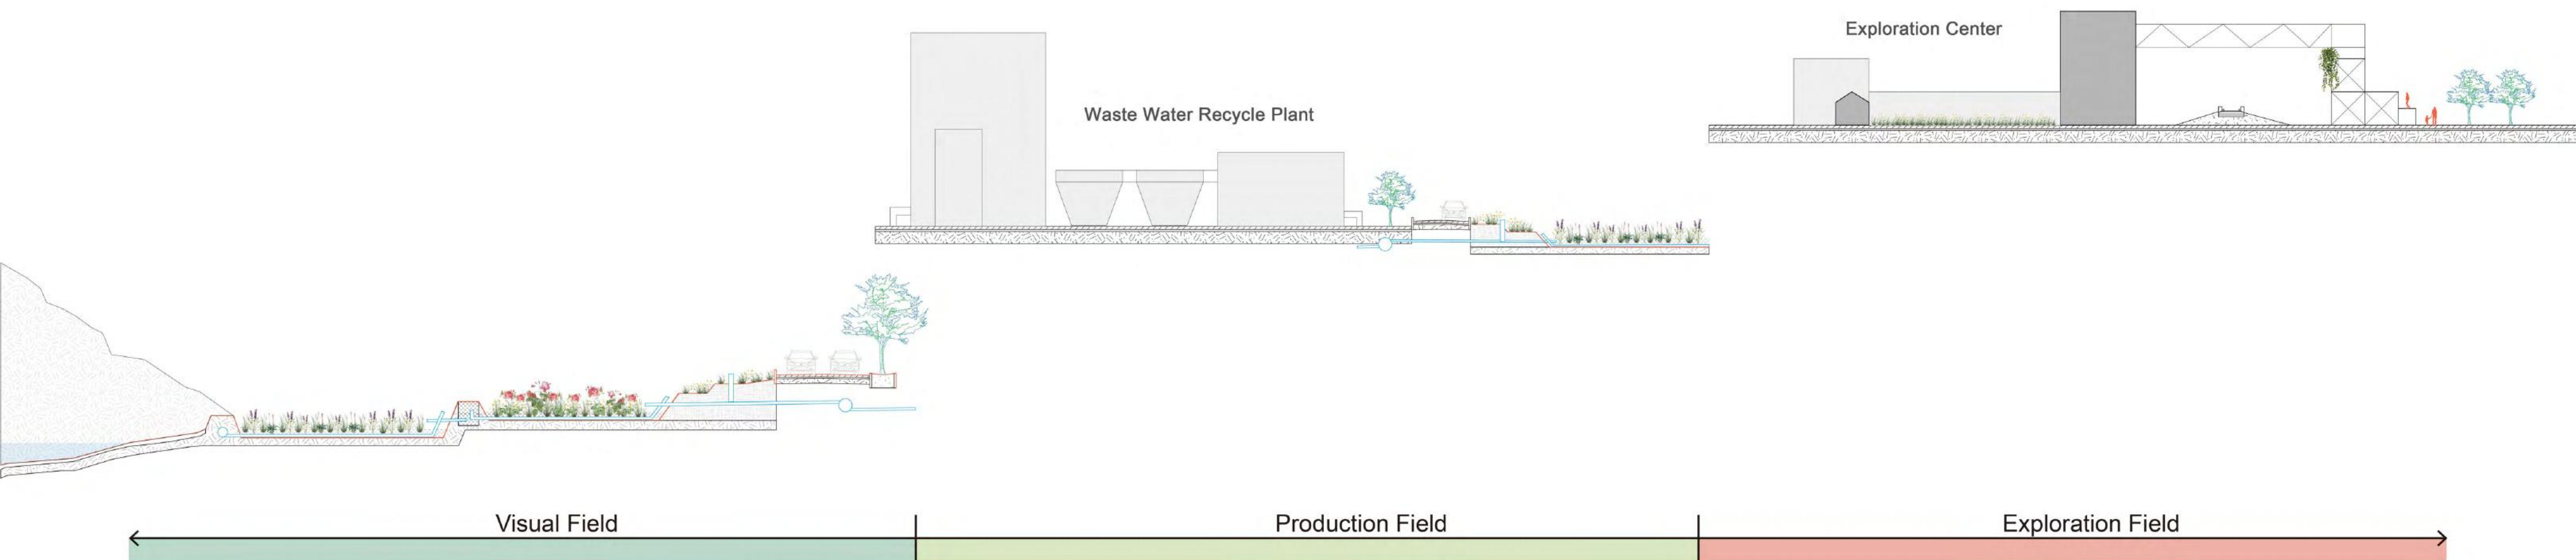 Exploration Center
Waste Water Recycle Plant
Visual Field
Production Field
Exploration Field